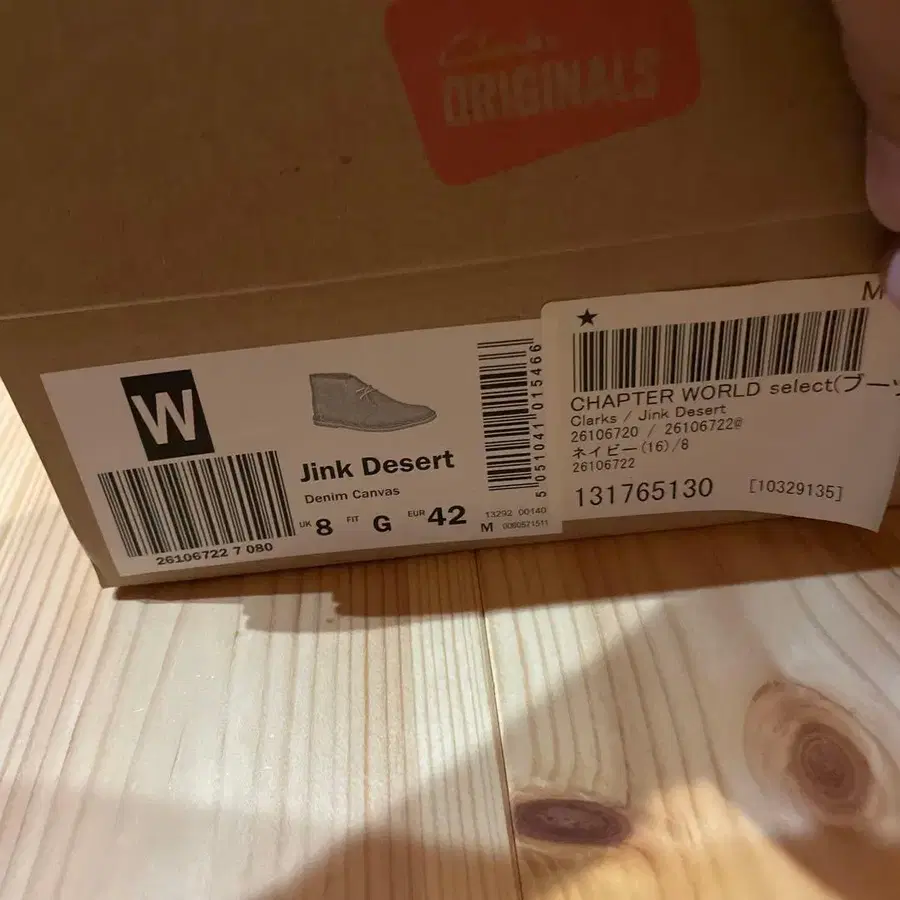 Clarks
ORIGINALS
W
26106722 7 080
Jink Desert
Denim Canvas
UK 8 FIT G EUR 42
5 051041 015466
13292 00140
M 0060571511
M
★
CHAPTER WORLD select(ブーツ
Clarks / Jink Desert
26106720 / 26106722@
ネイビー(16)/8
26106722
131765130 [10329135]